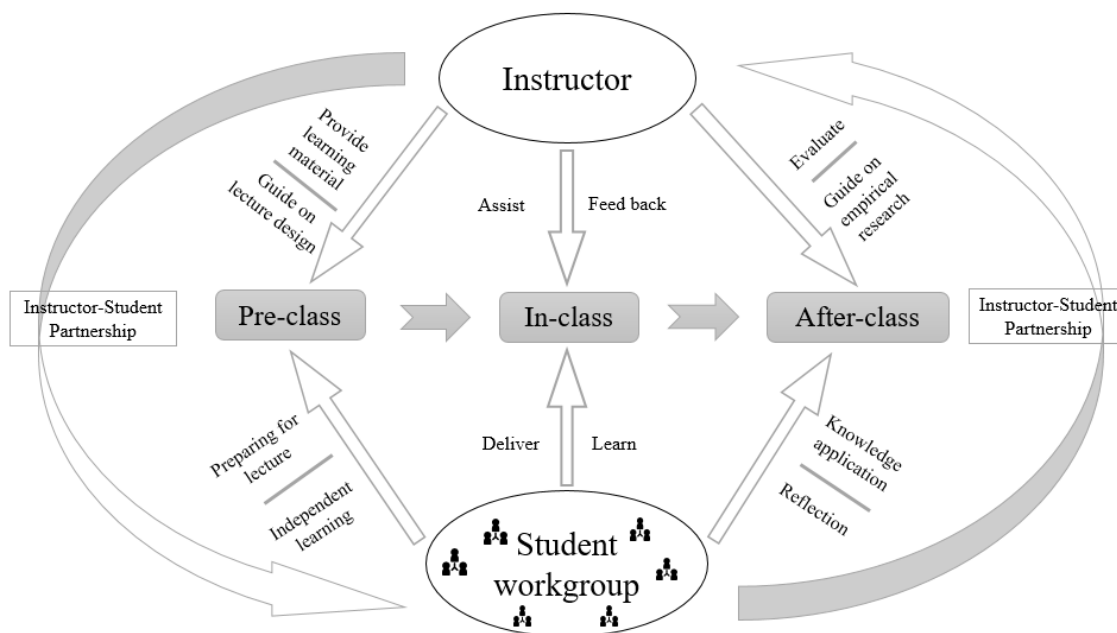 Instructor
Provide
learning
material
Guide on
lecture design
Assist
Feed back
Evaluate
Guide on
empirical
research
Instructor-Student
Partnership
Pre-class
In-class
After-class
Instructor-Student
Partnership
Preparing for
lecture
Independent
learning
Deliver
Learn
Knowledge
application
Reflection
Student
workgroup